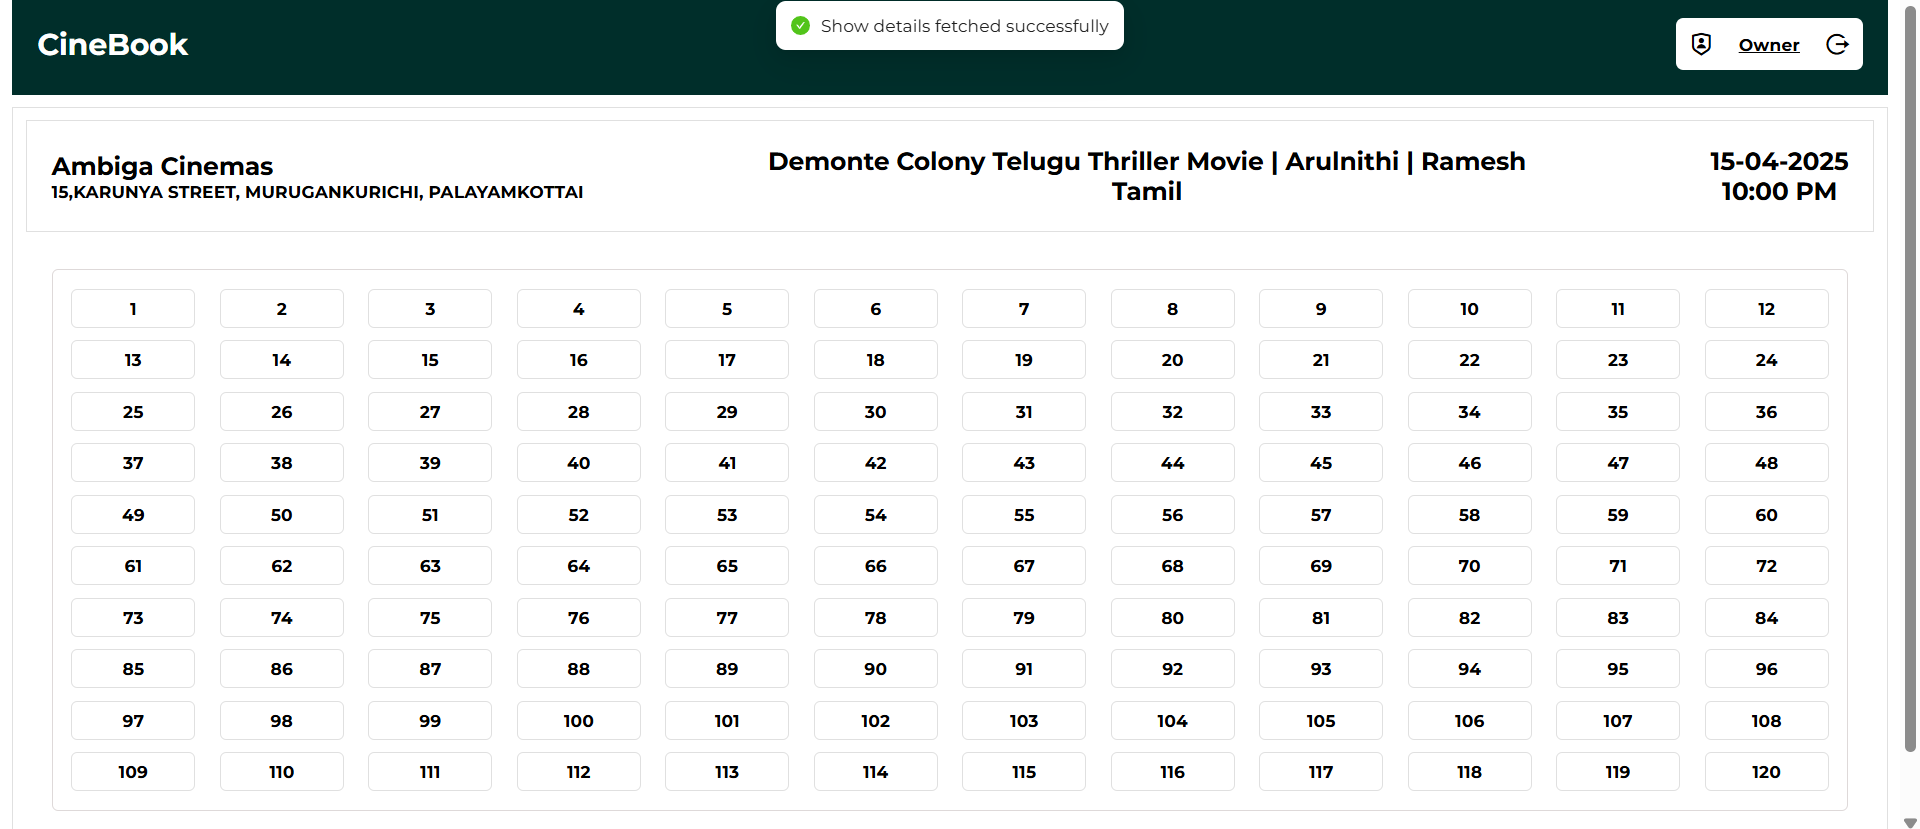 CineBook
Show details fetched successfully
Owner
Ambiga Cinemas
15,KARUNYA STREET, MURUGANKURICHI, PALAYAMKOTTAI
Demonte Colony Telugu Thriller Movie | Arulnithi | Ramesh
Tamil
15-04-2025
10:00 PM
1 2 3 4 5 6 7 8 9 10 11 12
13 14 15 16 17 18 19 20 21 22 23 24
25 26 27 28 29 30 31 32 33 34 35 36
37 38 39 40 41 42 43 44 45 46 47 48
49 50 51 52 53 54 55 56 57 58 59 60
61 62 63 64 65 66 67 68 69 70 71 72
73 74 75 76 77 78 79 80 81 82 83 84
85 86 87 88 89 90 91 92 93 94 95 96
97 98 99 100 101 102 103 104 105 106 107 108
109 110 111 112 113 114 115 116 117 118 119 120